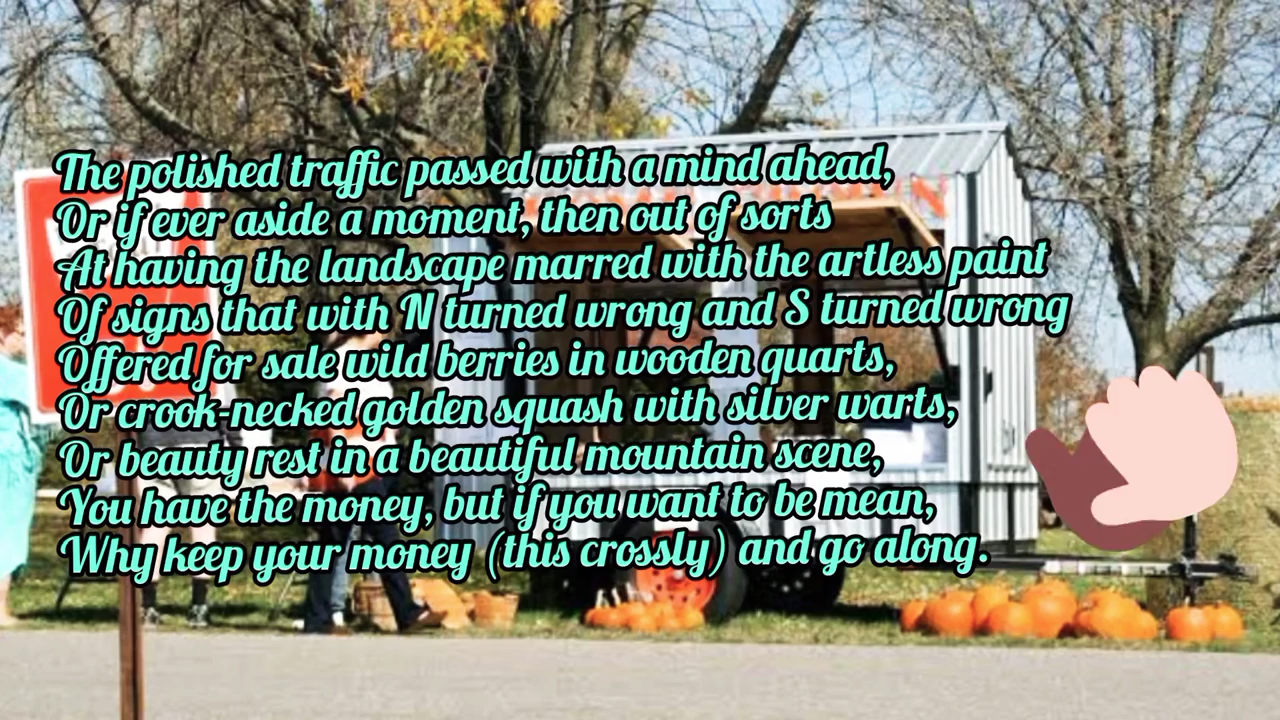 The polished traffic passed with a mind ahead,
Or if ever aside a moment, then out of sorts
At having the landscape marred with the artless paint
Of signs that with N turned wrong and S turned wrong
Offered for sale wild berries in wooden quarts,
Or crook-necked golden squash with silver warts,
Or beauty rest in a beautiful mountain scene,
You have the money, but if you want to be mean,
Why keep your money (this crossly) and go along.